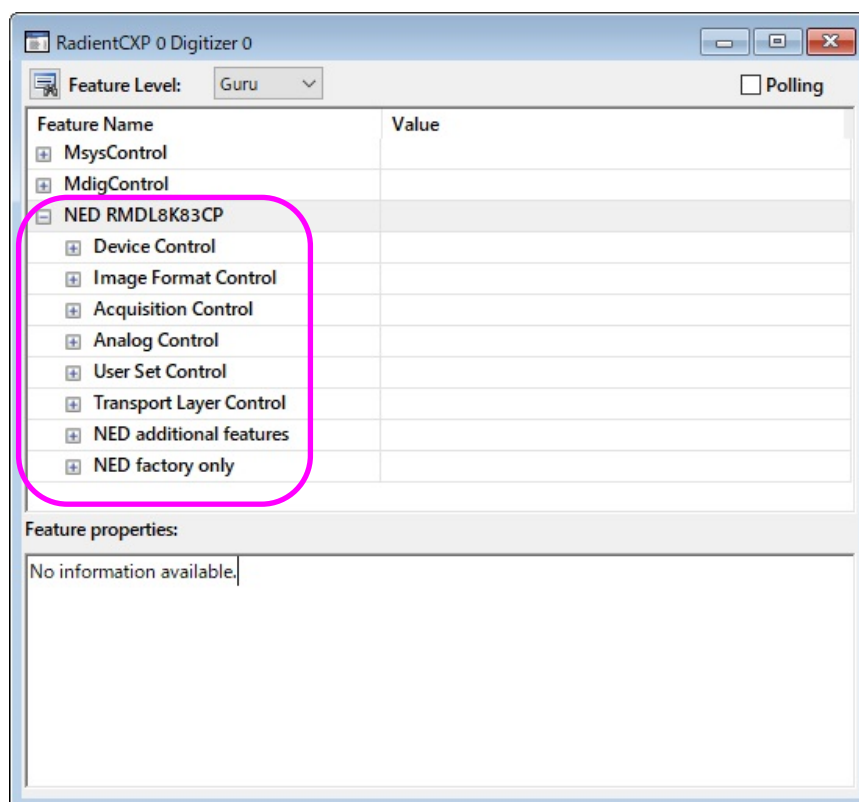 RadientCXP 0 Digitizer 0
Feature Level: Guru Polling
Feature Name Value
MsysControl
MdigControl
NED RMDL8K83CP
Device Control
Image Format Control
Acquisition Control
Analog Control
User Set Control
Transport Layer Control
NED additional features
NED factory only
Feature properties:
No information available.